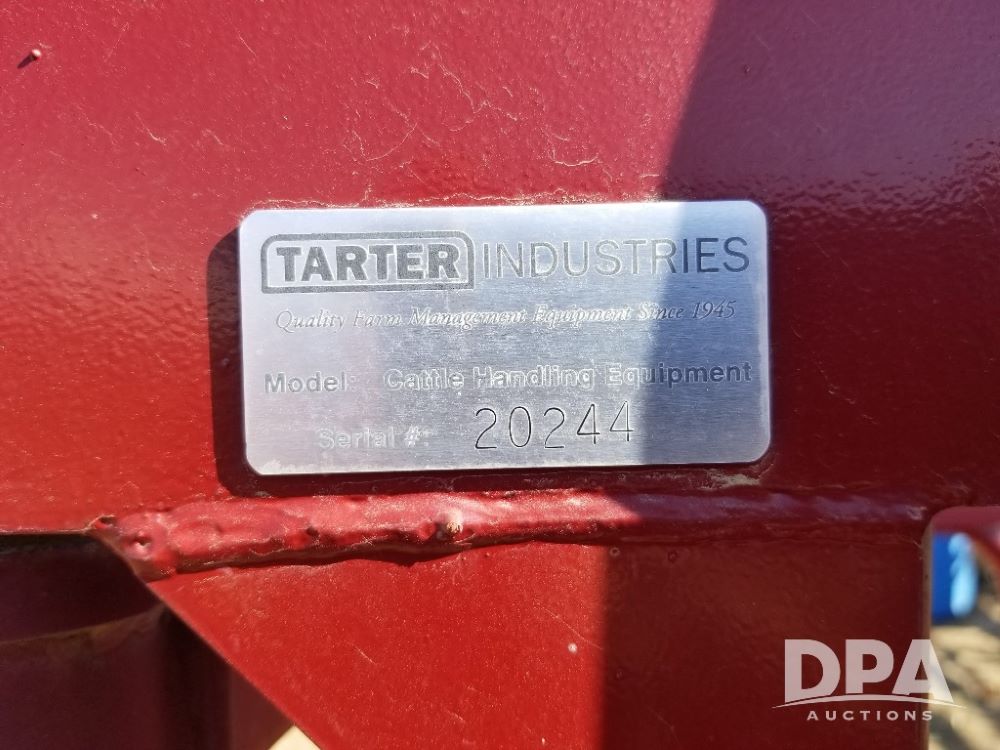 TARTER INDUSTRIES
Quality Farm Management Equipment Since 1945
Model: Cattle Handling Equipment
Serial #: 20244
DPA
AUCTIONS